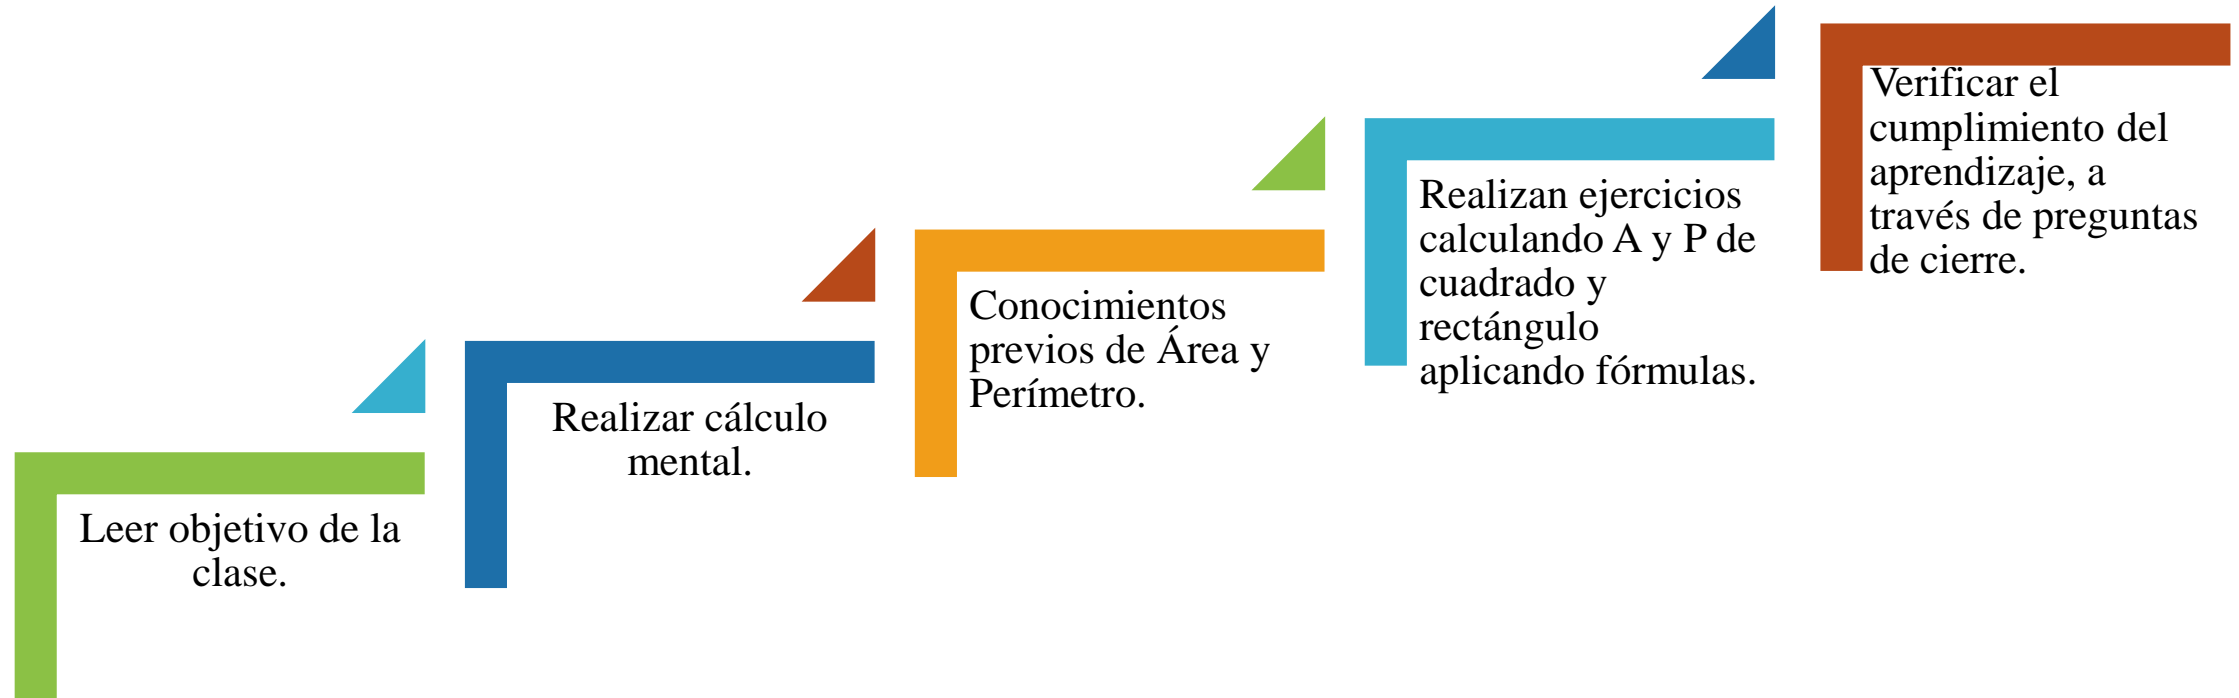 Leer objetivo de la
clase.
Realizar cálculo
mental.
Conocimientos
previos de Área y
Perímetro.
Realizan ejercicios
calculando A y P de
cuadrado y
rectángulo
aplicando fórmulas.
Verificar el
cumplimiento del
aprendizaje, a
través de preguntas
de cierre.